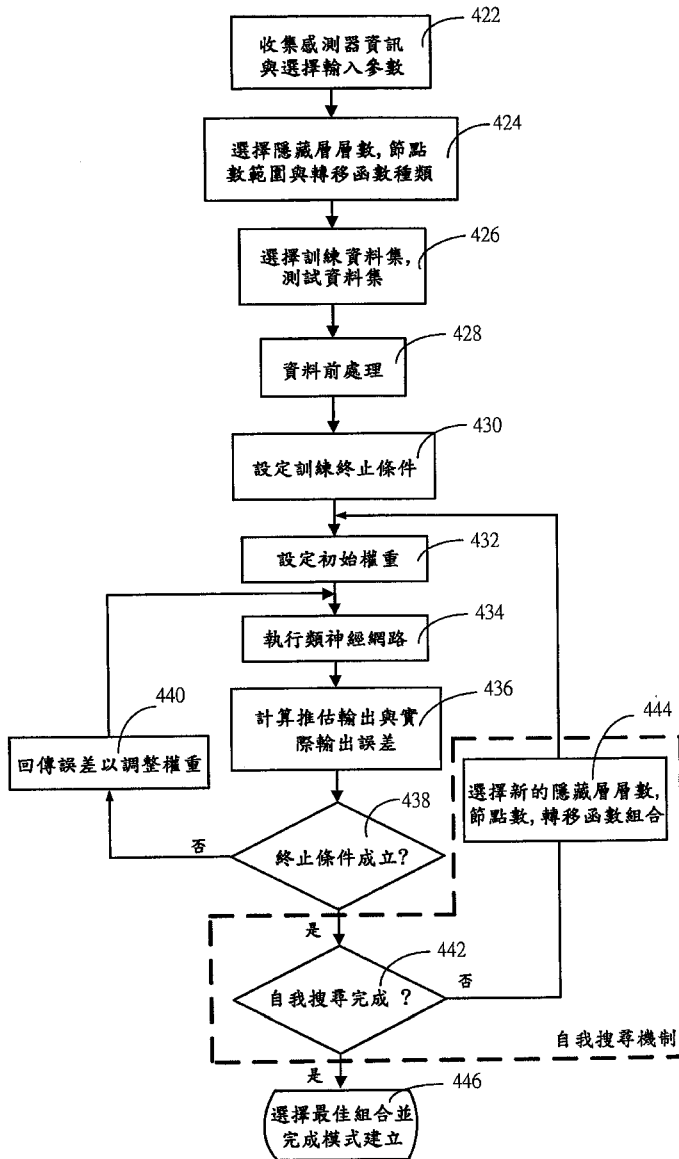 422
收集感測器資訊
與選擇輸入參數
424
選擇隱藏層層數,節點
數範圍與轉移函數種類
426
選擇訓練資料集,
測試資料集
428
資料前處理
430
設定訓練終止條件
432
設定初始權重
434
執行類神經網路
436
計算推估輸出與實
際輸出誤差
440
回傳誤差以調整權重
444
選擇新的隱藏層層數,
節點數,轉移函數組合
438
終止條件成立?
否
是
442
自我搜尋完成 ?
否
自我搜尋機制
是
446
選擇最佳組合並
完成模式建立